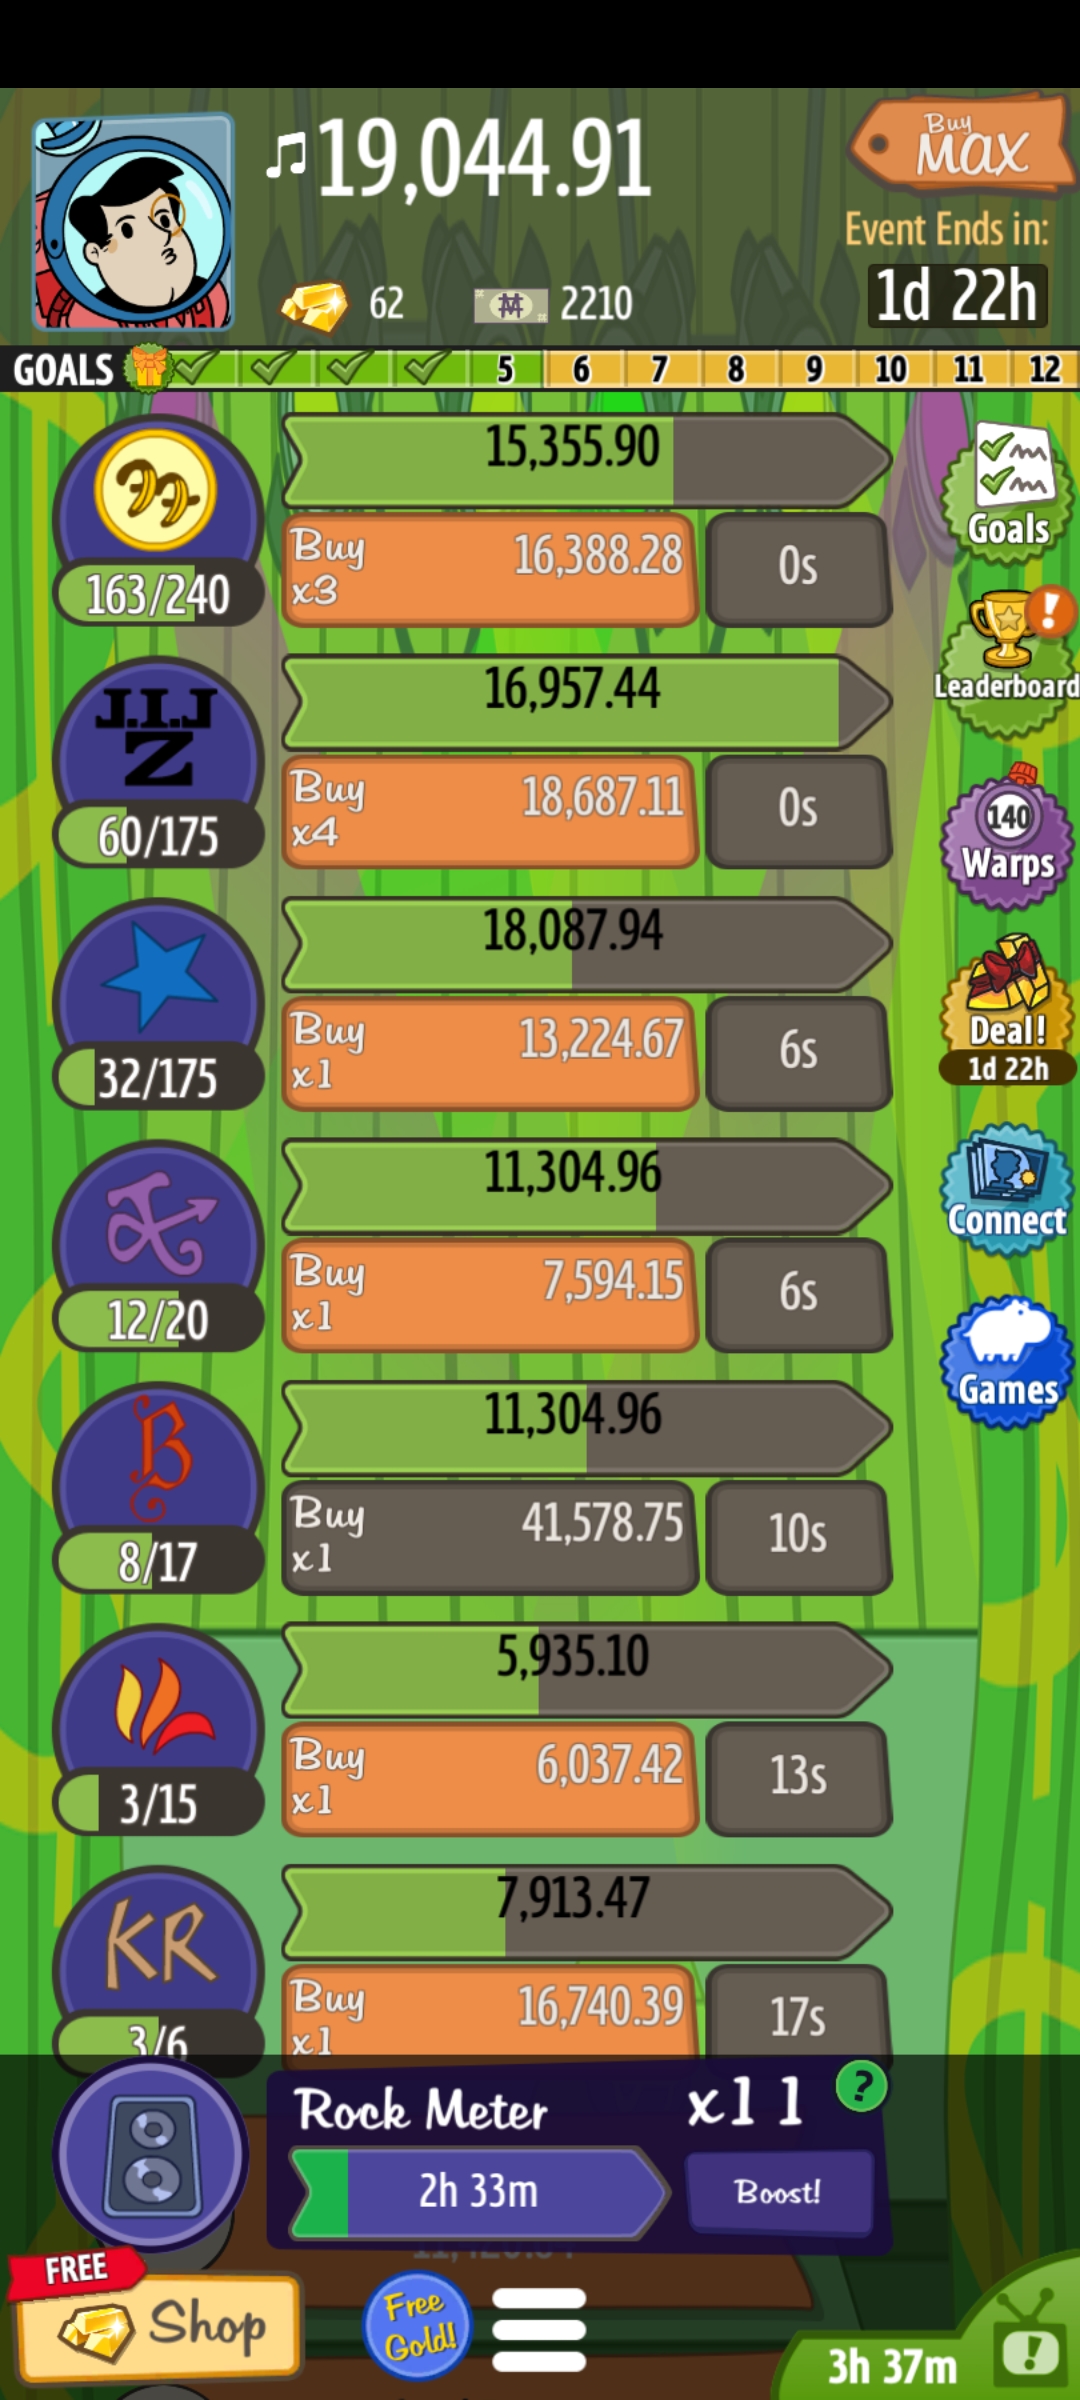 ♫19,044.91
Buy
MAX
Event Ends in:
1d 22h
62
2210
GOALS 5 6 7 8 9 10 11 12
15,355.90
163/240
Buy x3
16,388.28
0s
J.I.J
Z
16,957.44
60/175
Buy x4
18,687.11
0s
18,087.94
32/175
Buy x1
13,224.67
6s
11,304.96
12/20
Buy x1
7,594.15
6s
B
11,304.96
8/17
Buy x1
41,578.75
10s
5,935.10
3/15
Buy x1
6,037.42
13s
KR
7,913.47
3/6
Buy x1
16,740.39
17s
Goals
!
Leaderboard
140
Warps
Deal!
1d 22h
Connect
Games
Rock Meter
x11
?
2h 33m
Boost!
FREE
Shop
Free
Gold!
3h 37m
!